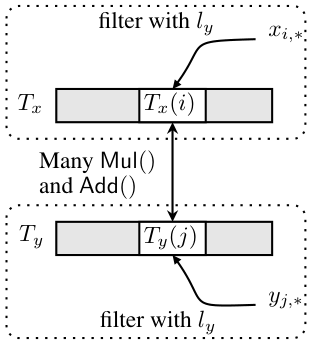 filter with $l_y$
$x_{i,*}$
$T_x$ $T_x(i)$
Many Mul()
and Add()
$T_y$ $T_y(j)$
$y_{j,*}$
filter with $l_y$